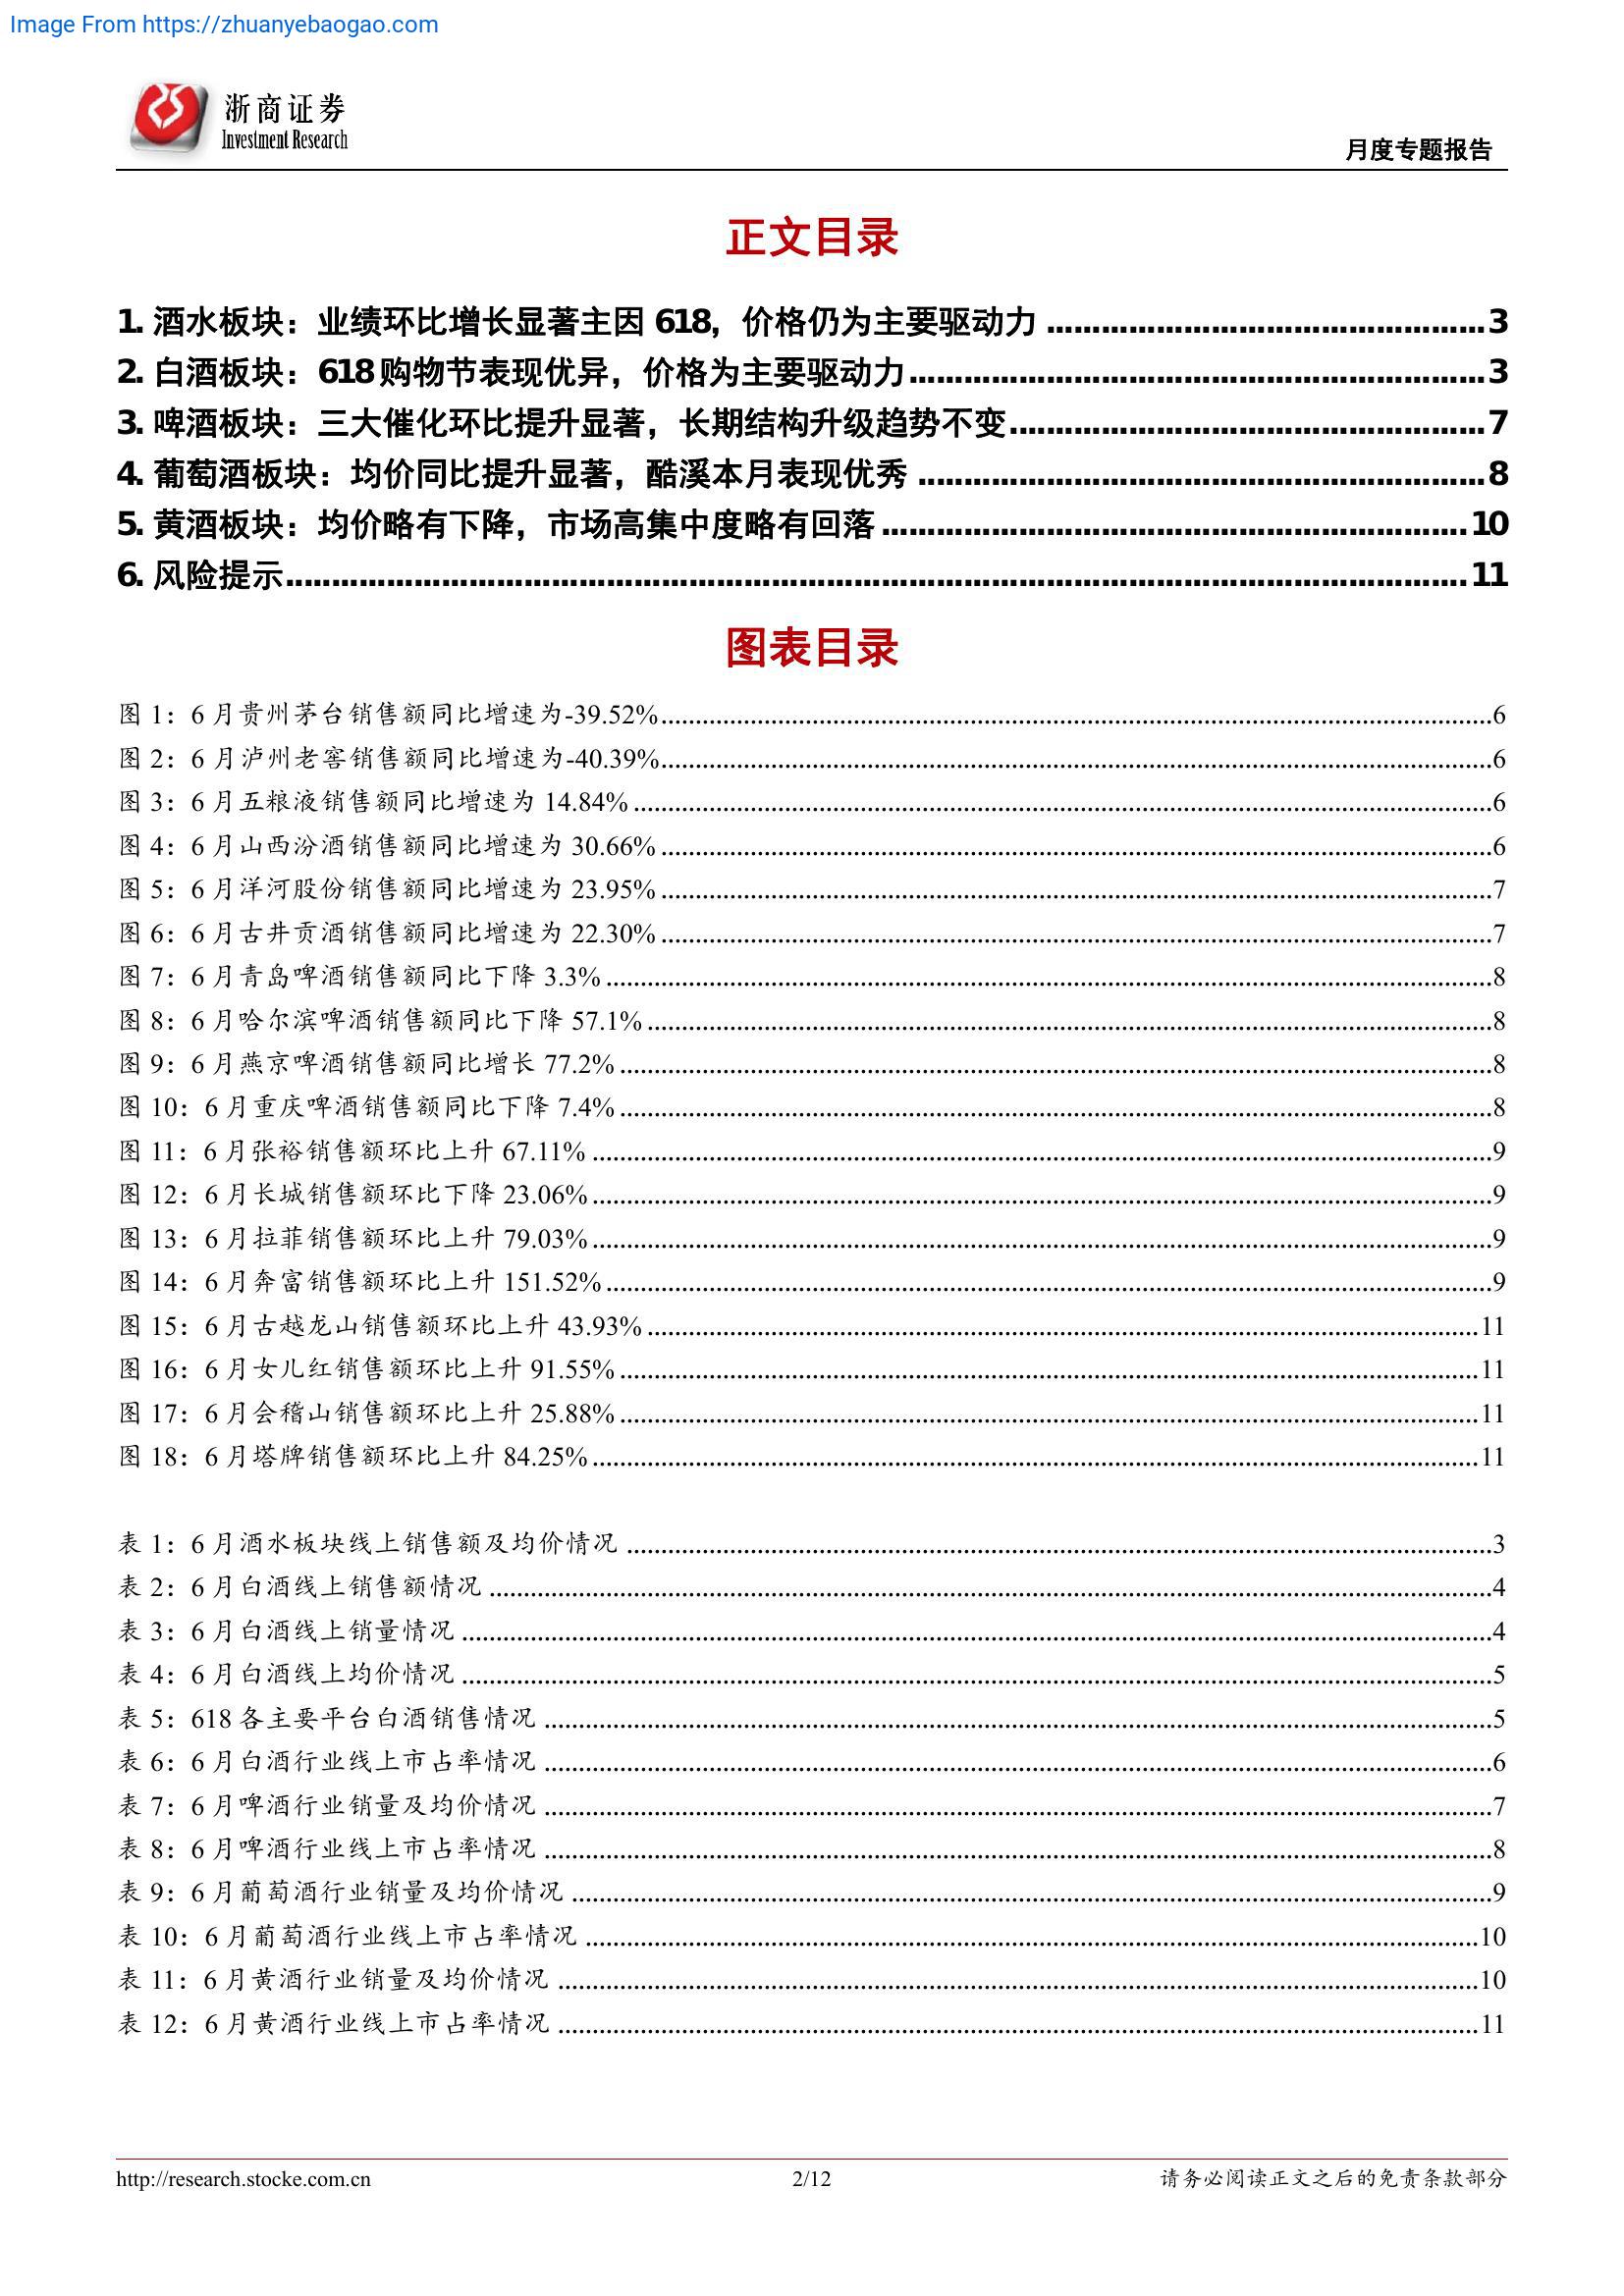 Image From https://zhuanyebaogao.com
浙商证券
Investment Research
月度专题报告
正文目录
1. 酒水板块：业绩环比增长显著主因 618，价格仍为主要驱动力 ........ 3
2. 白酒板块：618 购物节表现优异，价格为主要驱动力 ........ 3
3. 啤酒板块：三大催化环比提升显著，长期结构升级趋势不变 ........ 7
4. 葡萄酒板块：均价同比提升显著，酷溪本月表现优秀 ........ 8
5. 黄酒板块：均价略有下降，市场高集中度略有回落 ........ 10
6. 风险提示 ........ 11
图表目录
图 1：6 月贵州茅台销售额同比增速为-39.52% ........ 6
图 2：6 月泸州老窖销售额同比增速为-40.39% ........ 6
图 3：6 月五粮液销售额同比增速为 14.84% ........ 6
图 4：6 月山西汾酒销售额同比增速为 30.66% ........ 6
图 5：6 月洋河股份销售额同比增速为 23.95% ........ 7
图 6：6 月古井贡酒销售额同比增速为 22.30% ........ 7
图 7：6 月青岛啤酒销售额同比下降 3.3% ........ 8
图 8：6 月哈尔滨啤酒销售额同比下降 57.1% ........ 8
图 9：6 月燕京啤酒销售额同比增长 77.2% ........ 8
图 10：6 月重庆啤酒销售额同比下降 7.4% ........ 8
图 11：6 月张裕销售额环比上升 67.11% ........ 9
图 12：6 月长城销售额环比下降 23.06% ........ 9
图 13：6 月拉菲销售额环比上升 79.03% ........ 9
图 14：6 月奔富销售额环比上升 151.52% ........ 9
图 15：6 月古越龙山销售额环比上升 43.93% ........ 11
图 16：6 月女儿红销售额环比上升 91.55% ........ 11
图 17：6 月会稽山销售额环比上升 25.88% ........ 11
图 18：6 月塔牌销售额环比上升 84.25% ........ 11
表 1：6 月酒水板块线上销售额及均价情况 ........ 3
表 2：6 月白酒线上销售额情况 ........ 4
表 3：6 月白酒线上销量情况 ........ 4
表 4：6 月白酒线上均价情况 ........ 5
表 5：618 各主要平台白酒销售情况 ........ 5
表 6：6 月白酒行业线上市占率情况 ........ 6
表 7：6 月啤酒行业销量及均价情况 ........ 7
表 8：6 月啤酒行业线上市占率情况 ........ 8
表 9：6 月葡萄酒行业销量及均价情况 ........ 9
表 10：6 月葡萄酒行业线上市占率情况 ........ 10
表 11：6 月黄酒行业销量及均价情况 ........ 10
表 12：6 月黄酒行业线上市占率情况 ........ 11
http://research.stocke.com.cn
2/12
请务必阅读正文之后的免责条款部分